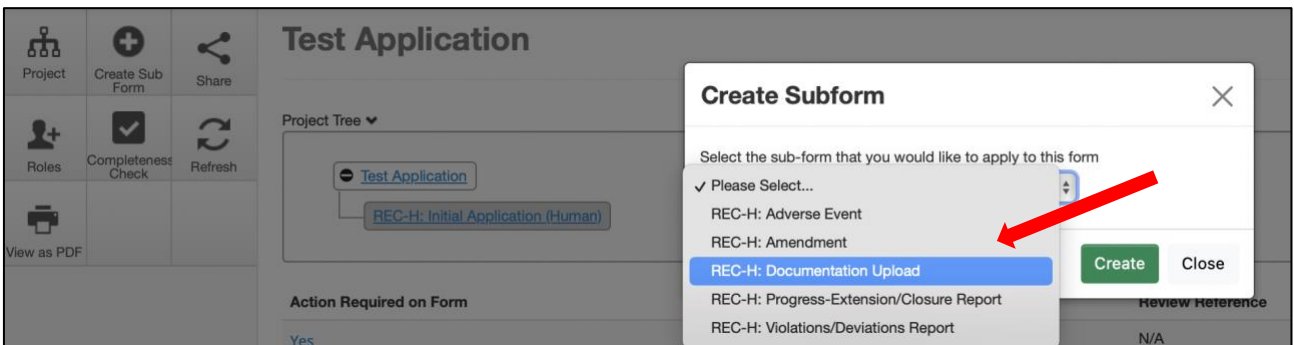 Project
Create Sub
Form
Share
Roles
Completeness
Check
Refresh
View as PDF
Test Application
Project Tree
Test Application
REC-H: Initial Application (Human)
Action Required on Form
Review Reference
Yes
N/A
Create Subform
Select the sub-form that you would like to apply to this form
✓ Please Select...
REC-H: Adverse Event
REC-H: Amendment
REC-H: Documentation Upload
REC-H: Progress-Extension/Closure Report
REC-H: Violations/Deviations Report
Create
Close